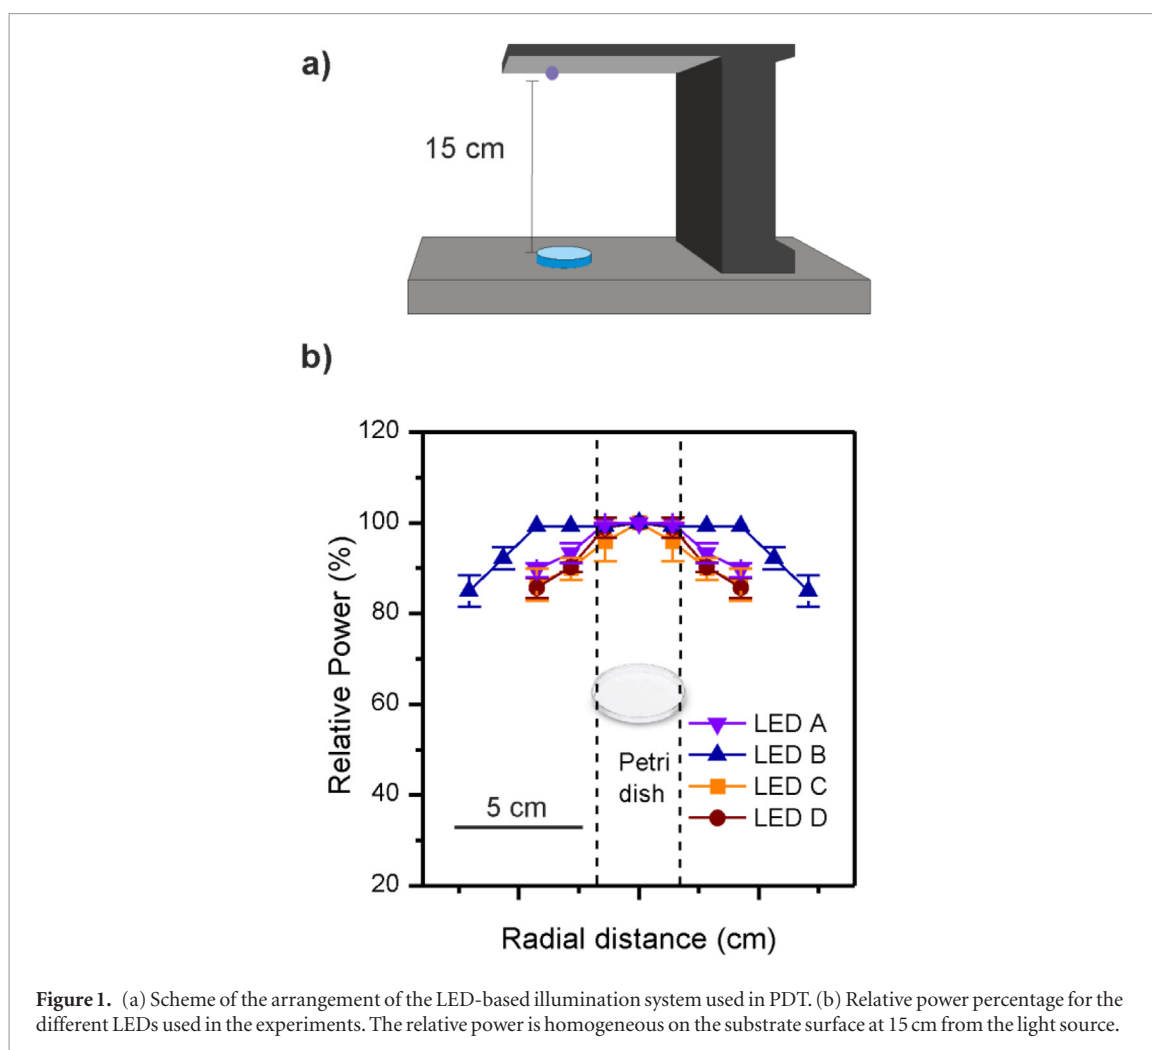 a)
15 cm
b)
120
100
80
60
40
20
Relative Power (%)
LED A
LED B
LED C
LED D
Petri
dish
5 cm
Radial distance (cm)
Figure 1. (a) Scheme of the arrangement of the LED-based illumination system used in PDT. (b) Relative power percentage for the
different LEDs used in the experiments. The relative power is homogeneous on the substrate surface at 15 cm from the light source.